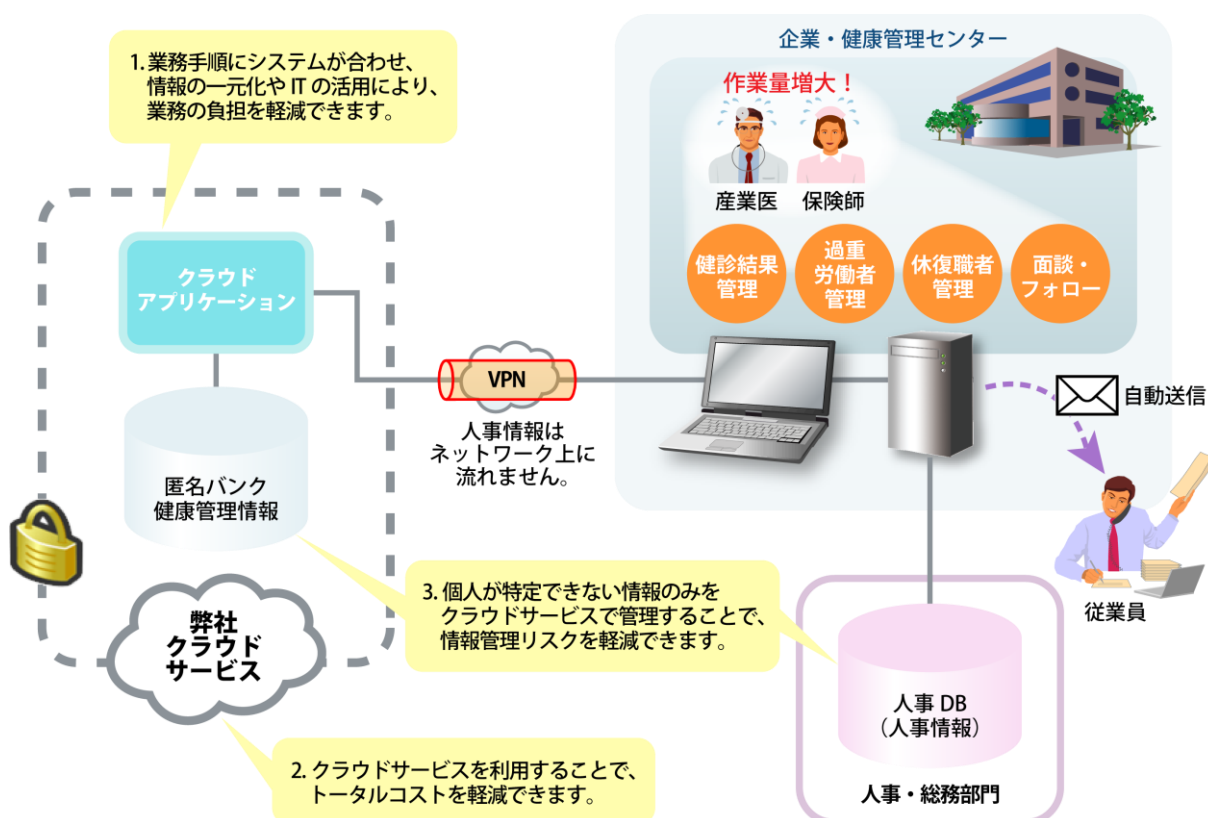 1. 業務手順にシステムが合わせ、
情報の一元化や IT の活用により、
業務の負担を軽減できます。
企業・健康管理センター
作業量増大！
産業医
保険師
健診結果
管理
過重
労働者
管理
休復職者
管理
面談・
フォロー
クラウド
アプリケーション
VPN
人事情報は
ネットワーク上に
流れません。
自動送信
匿名バンク
健康管理情報
従業員
3. 個人が特定できない情報のみを
クラウドサービスで管理することで、
情報管理リスクを軽減できます。
弊社
クラウド
サービス
人事 DB
（人事情報）
人事・総務部門
2. クラウドサービスを利用することで、
トータルコストを軽減できます。